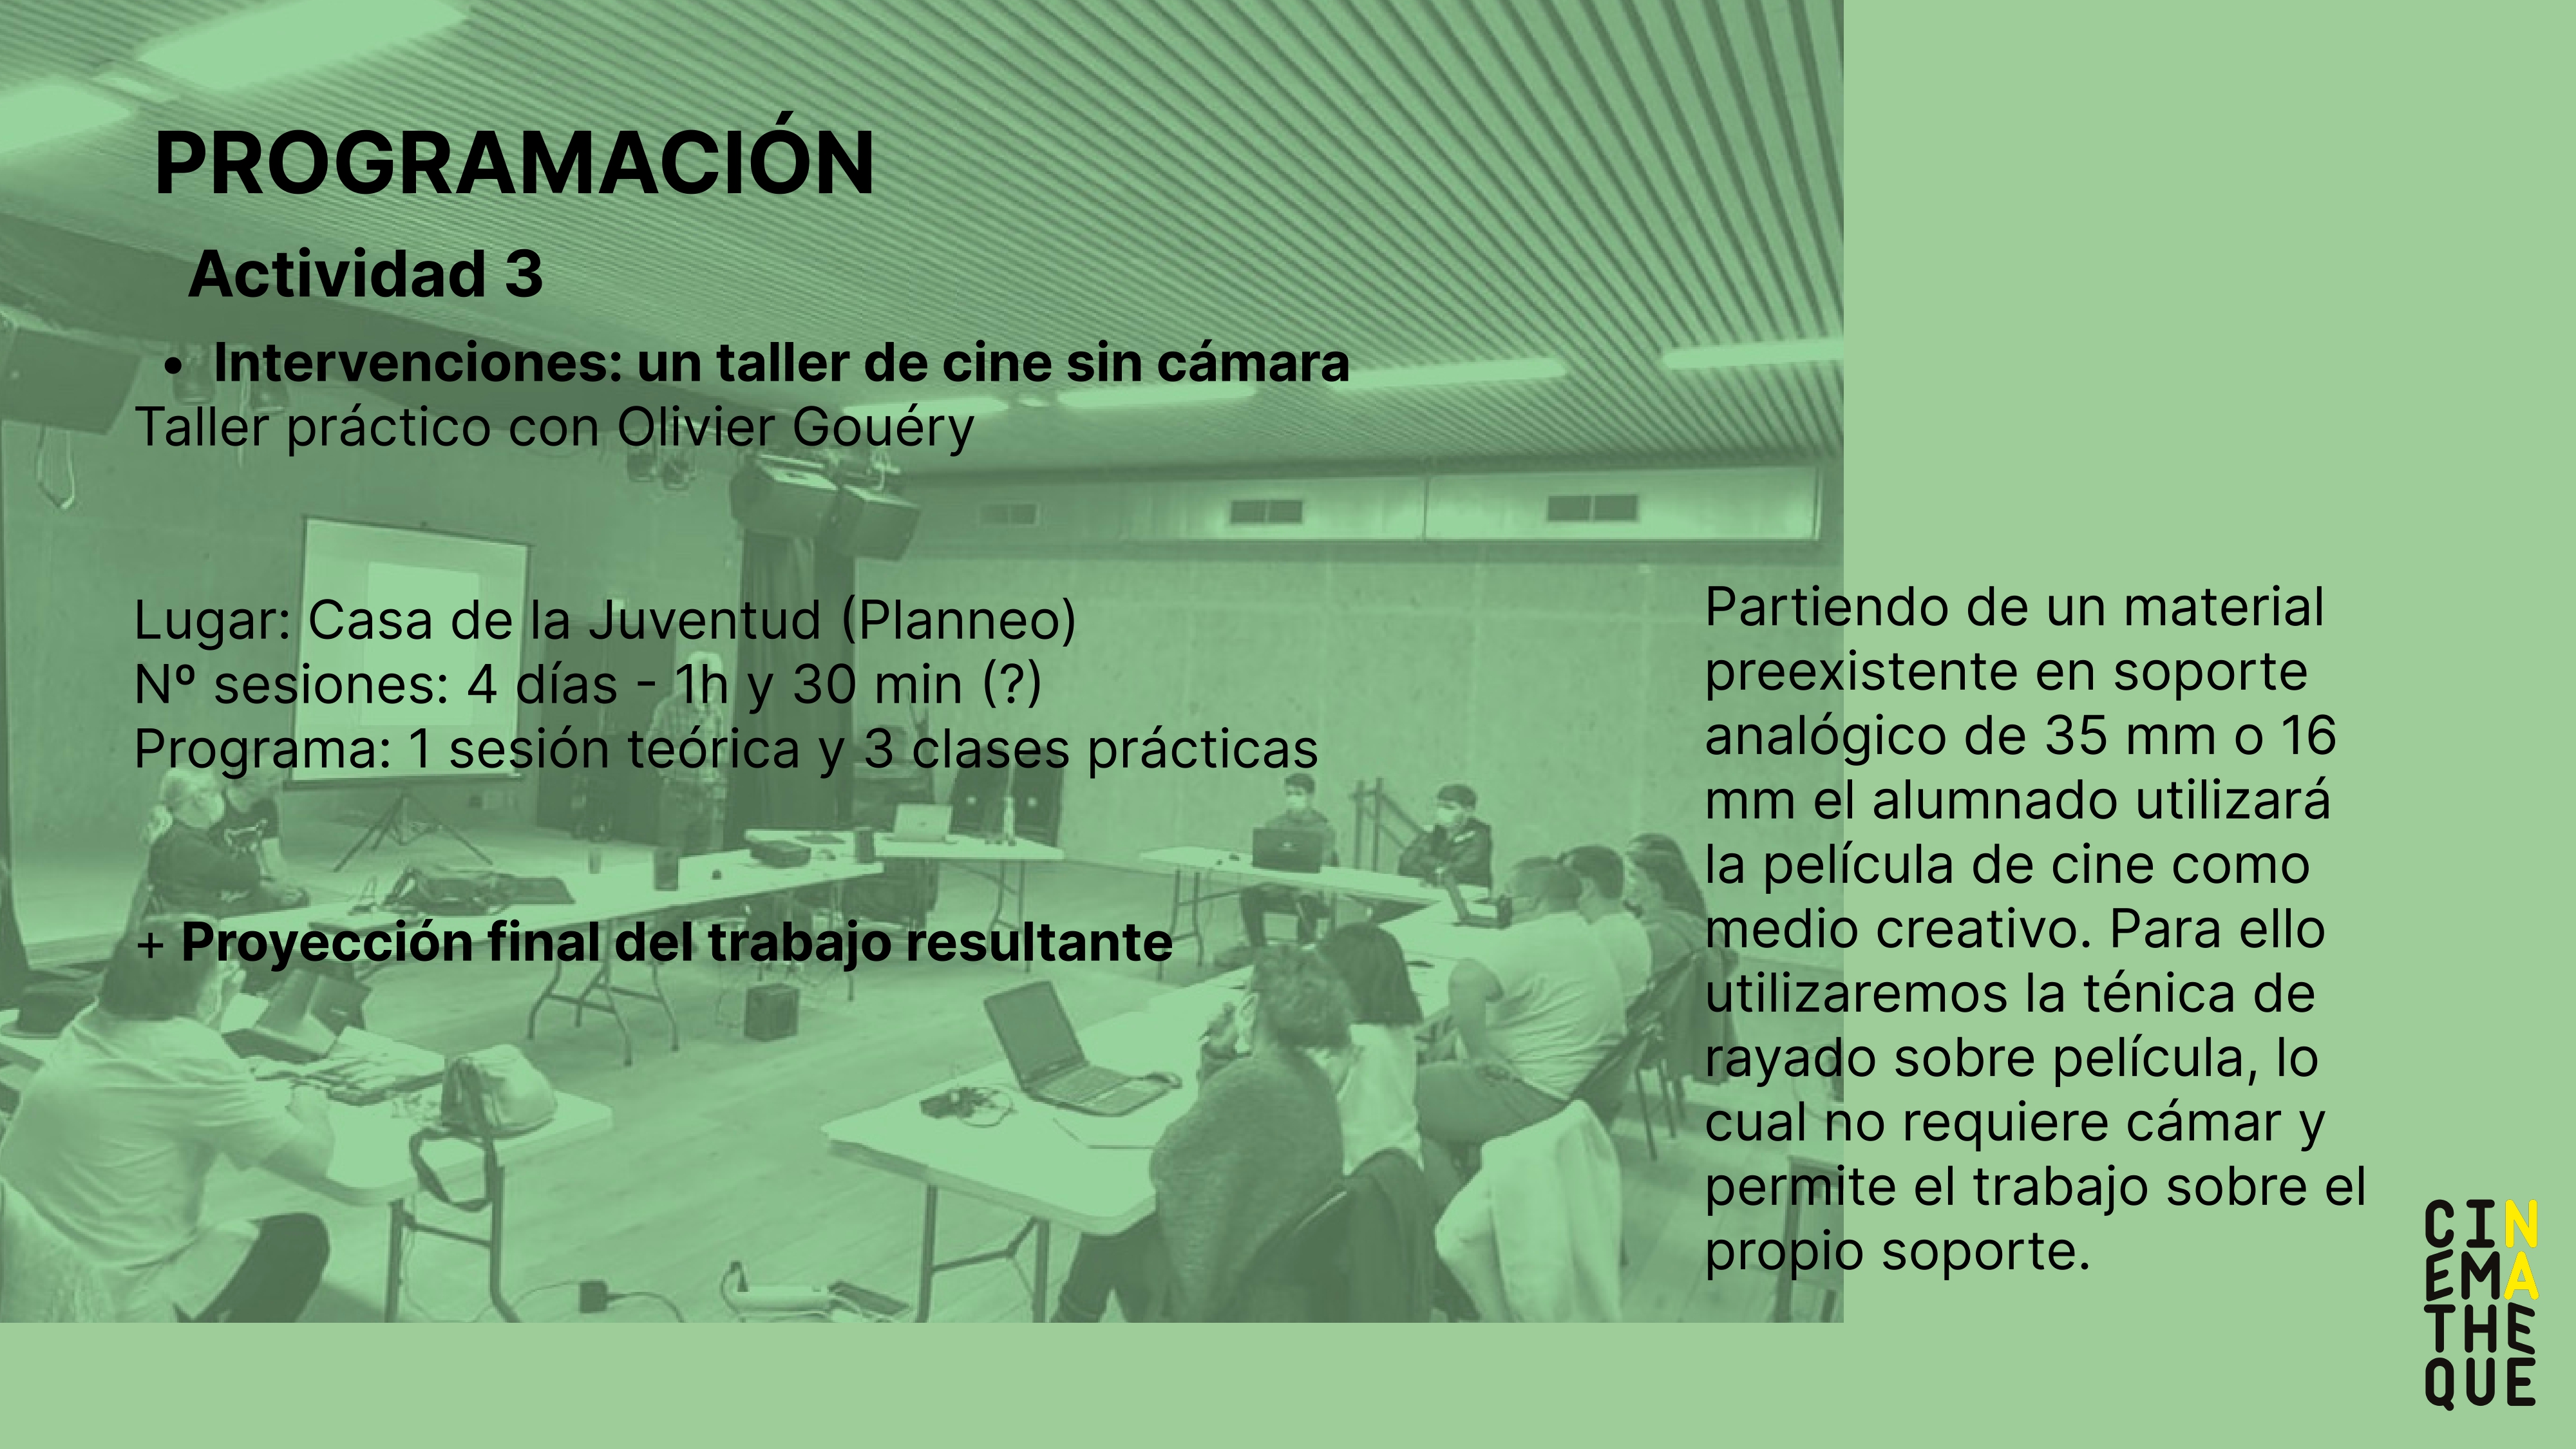 PROGRAMACIÓN
Actividad 3
• Intervenciones: un taller de cine sin cámara
Taller práctico con Olivier Gouéry
Lugar: Casa de la Juventud (Planneo)
Nº sesiones: 4 días - 1h y 30 min (?)
Programa: 1 sesión teórica y 3 clases prácticas
+ Proyección final del trabajo resultante
Partiendo de un material
preexistente en soporte
analógico de 35 mm o 16
mm el alumnado utilizará
la película de cine como
medio creativo. Para ello
utilizaremos la ténica de
rayado sobre película, lo
cual no requiere cámar y
permite el trabajo sobre el
propio soporte.
CIN
EMA
THE
QUE